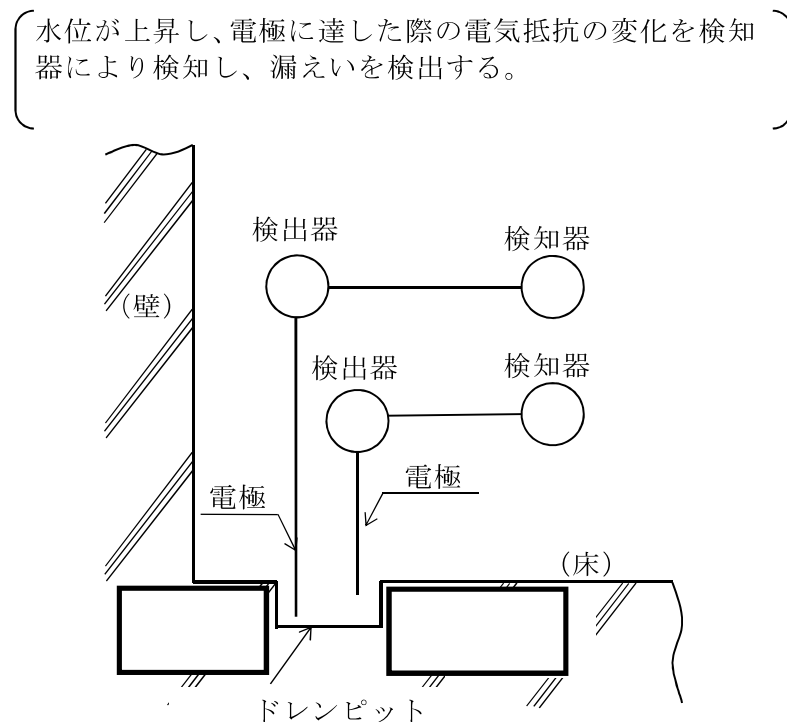 水位が上昇し、電極に達した際の電気抵抗の変化を検知
器により検知し、漏えいを検出する。
検出器
検知器
(壁)
検出器
検知器
電極
電極
(床)
ドレンピット